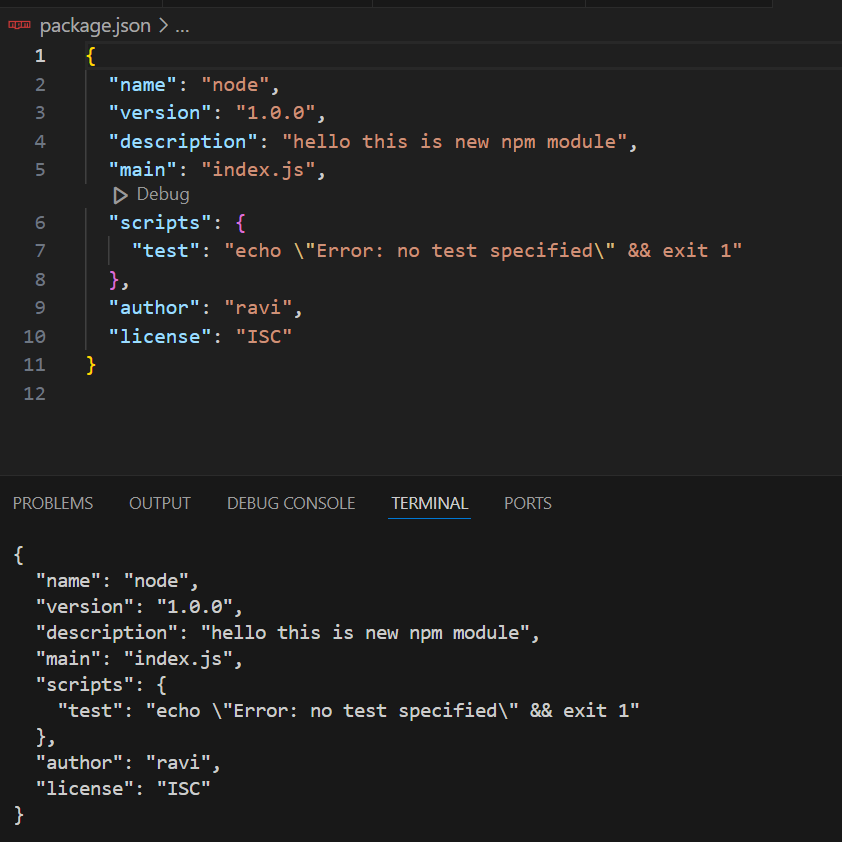 npm package.json > ...
1 {
2 "name": "node",
3 "version": "1.0.0",
4 "description": "hello this is new npm module",
5 "main": "index.js",
Debug
6 "scripts": {
7 "test": "echo \"Error: no test specified\" && exit 1"
8 },
9 "author": "ravi",
10 "license": "ISC"
11 }
12
PROBLEMS OUTPUT DEBUG CONSOLE TERMINAL PORTS
{
"name": "node",
"version": "1.0.0",
"description": "hello this is new npm module",
"main": "index.js",
"scripts": {
"test": "echo \"Error: no test specified\" && exit 1"
},
"author": "ravi",
"license": "ISC"
}